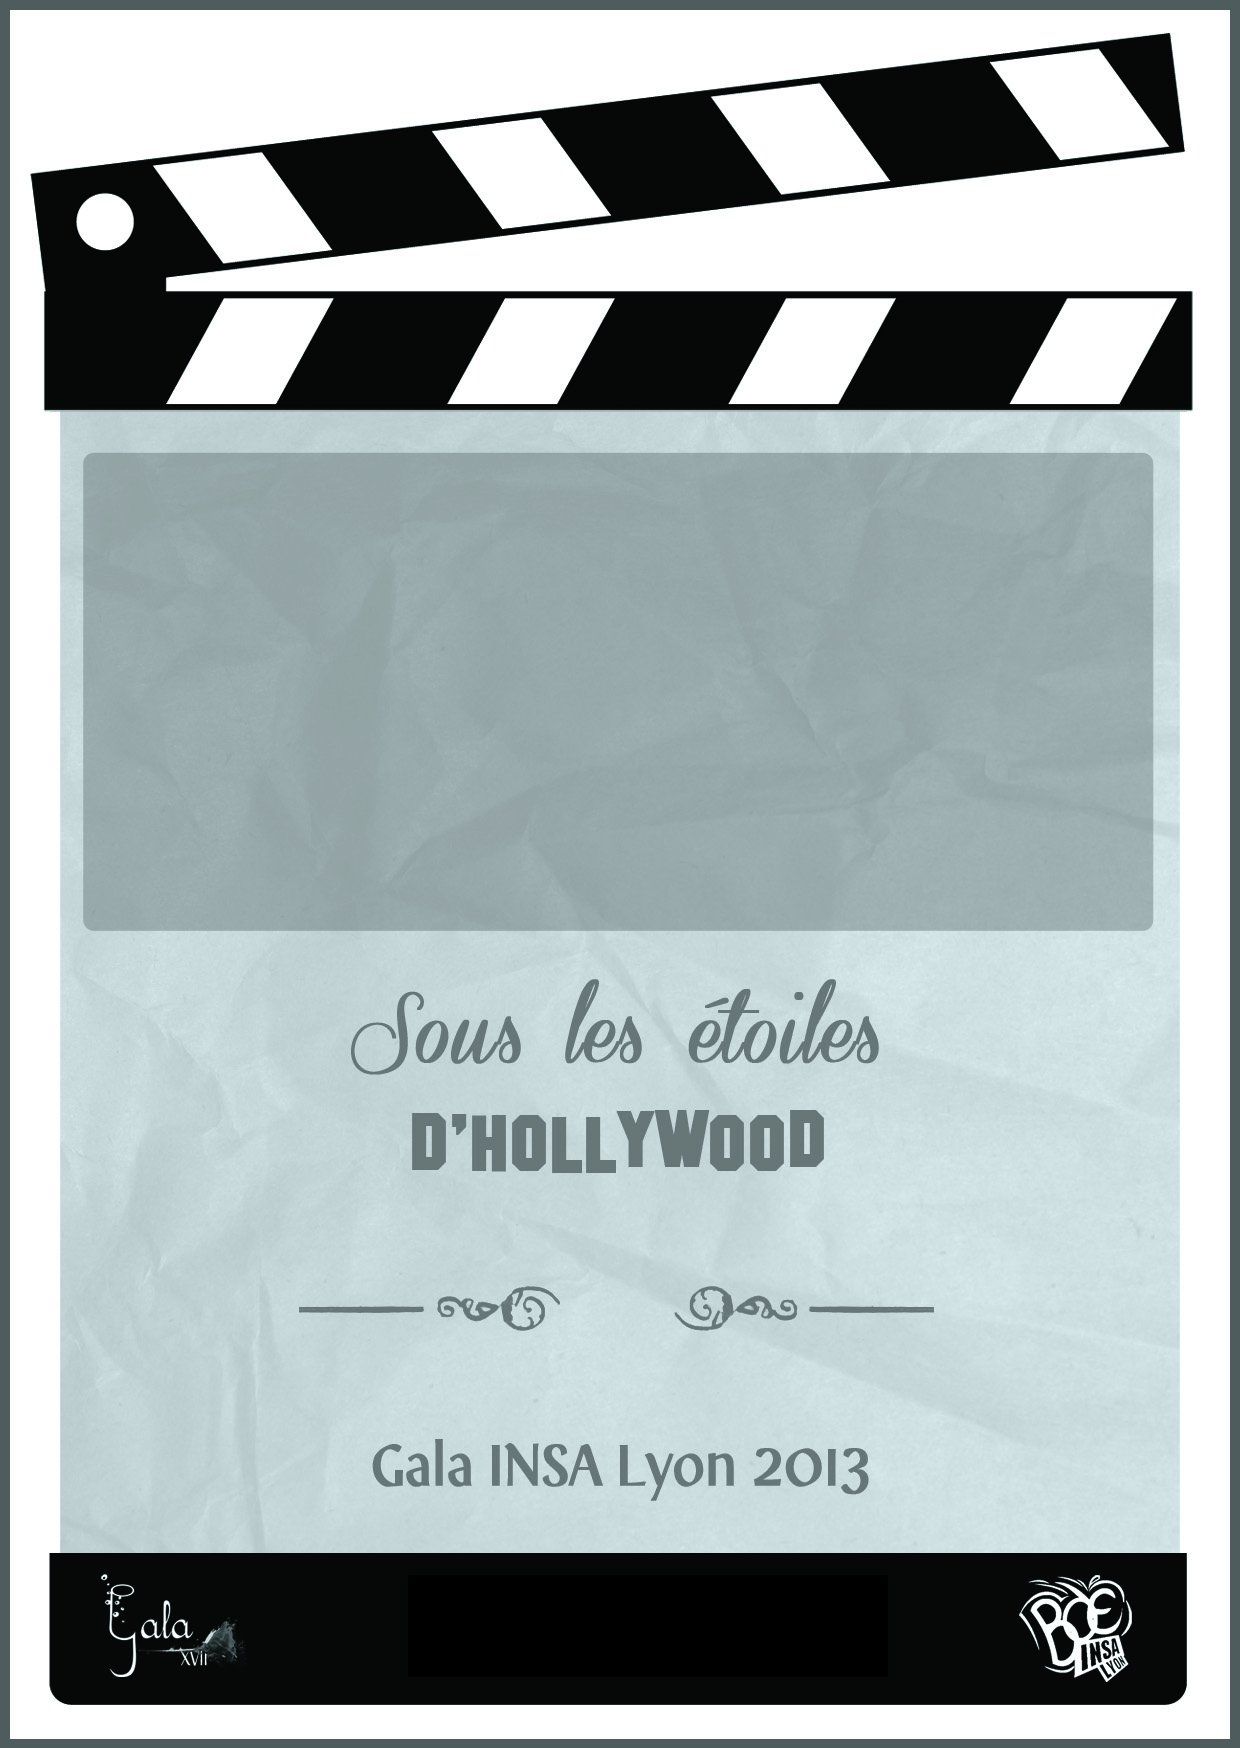 Sous les étoiles
D'HOLLYWOOD
Gala INSA Lyon 2013
Gala
XVII
BDE
INSA
LYON